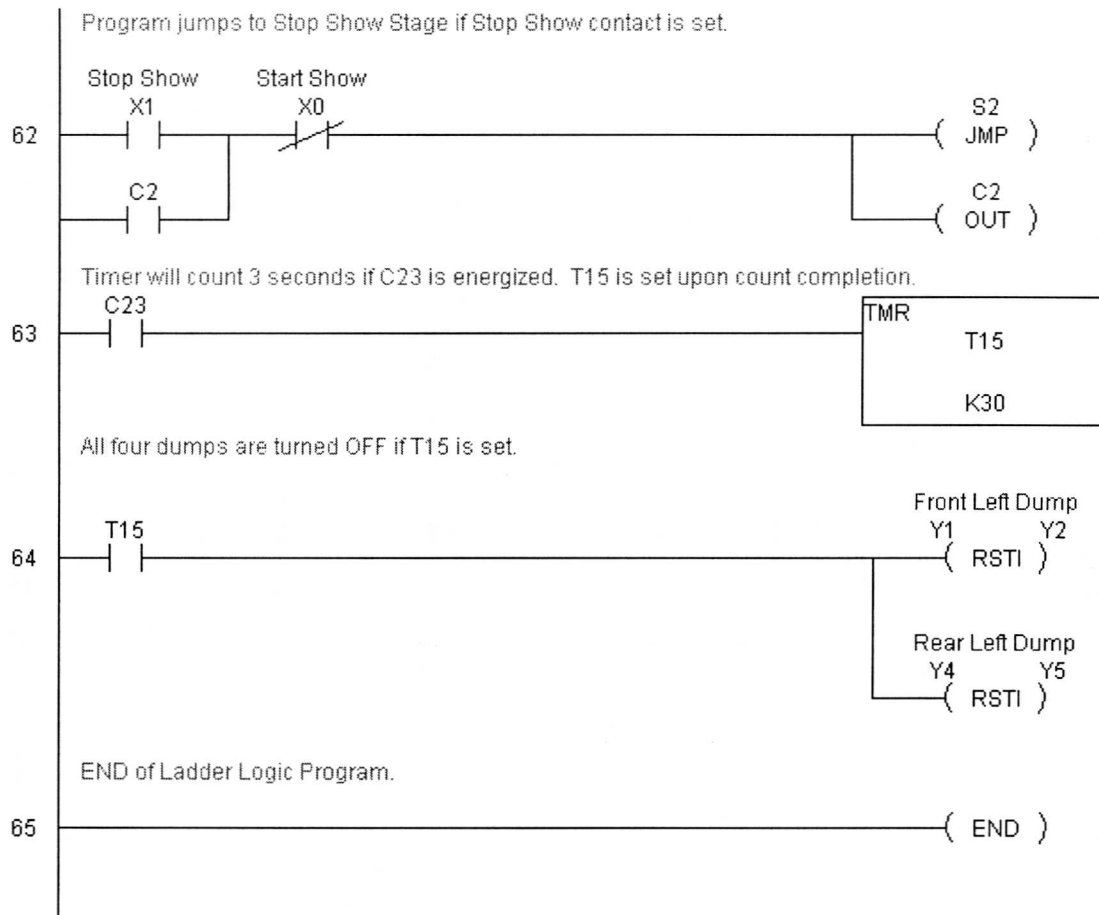 Program jumps to Stop Show Stage if Stop Show contact is set.
Stop Show Start Show
X1 X0 S2
62 JMP
C2 C2
OUT
Timer will count 3 seconds if C23 is energized. T15 is set upon count completion.
C23 TMR
63 T15
K30
All four dumps are turned OFF if T15 is set.
Front Left Dump
T15 Y1 Y2
64 RSTI
Rear Left Dump
Y4 Y5
RSTI
END of Ladder Logic Program.
65 END